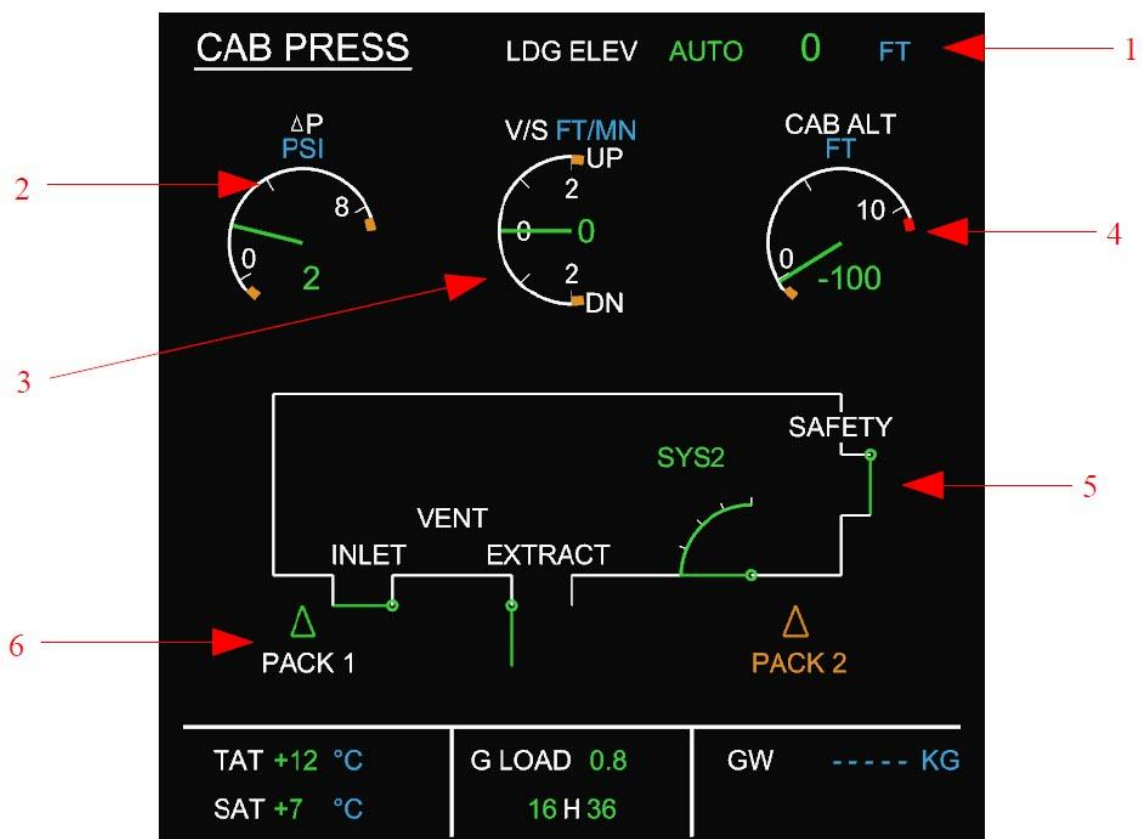 CAB PRESS LDG ELEV AUTO 0 FT
1
ΔP
PSI
V/S FT/MN
CAB ALT
FT
2
8
0
2
UP
2
0 0
2
DN
10
0
-100
4
3
SAFETY
SYS2
5
VENT
INLET EXTRACT
6
Δ Δ
PACK 1 PACK 2
TAT +12 °C G LOAD 0.8 GW ----- KG
SAT +7 °C 16 H 36